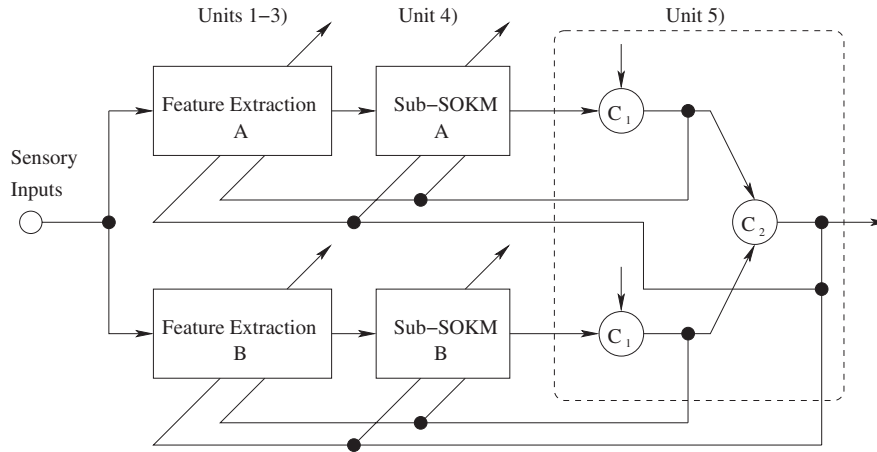 Units 1−3)
Unit 4)
Unit 5)
Feature Extraction
A
Sub−SOKM
A
C1
Sensory
Inputs
C2
Feature Extraction
B
Sub−SOKM
B
C1